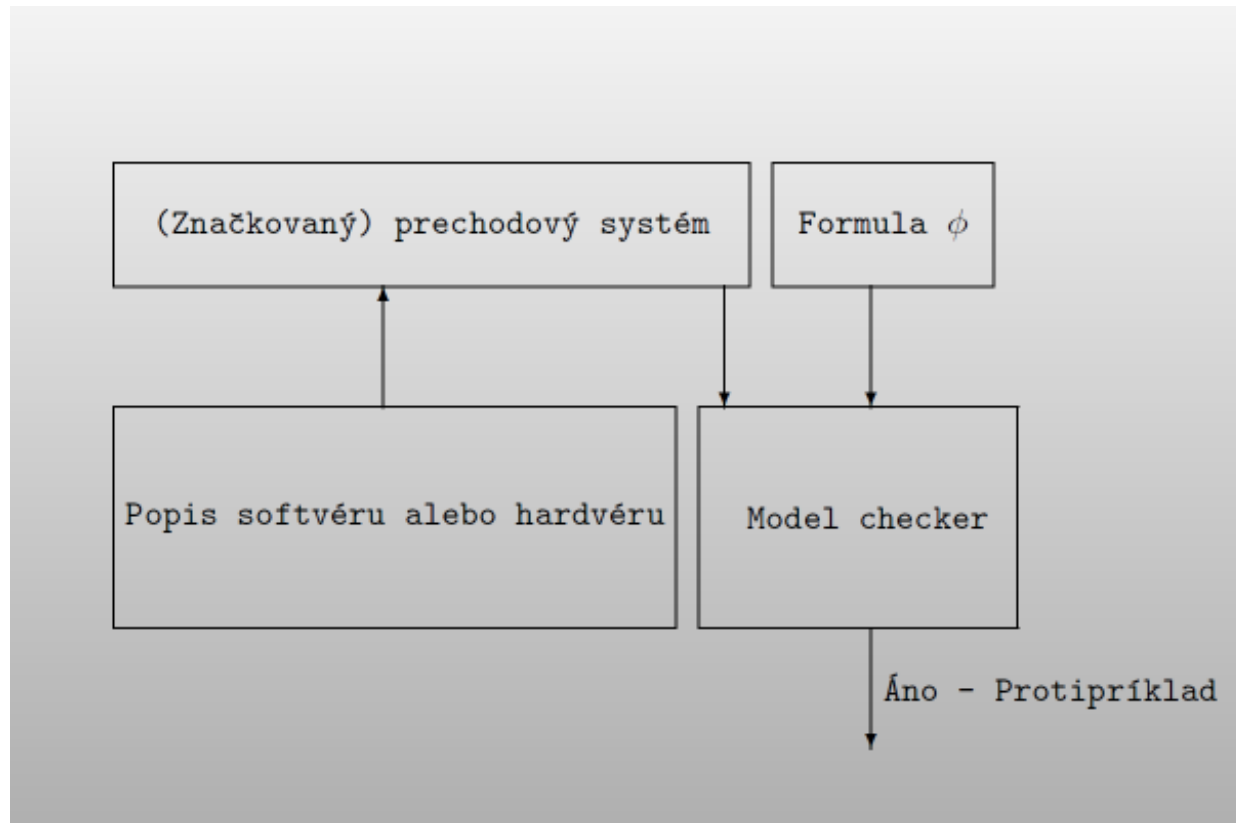 (Značkovaný) prechodový systém
Formula ϕ
Popis softvéru alebo hardvéru
Model checker
Áno - Protipríklad